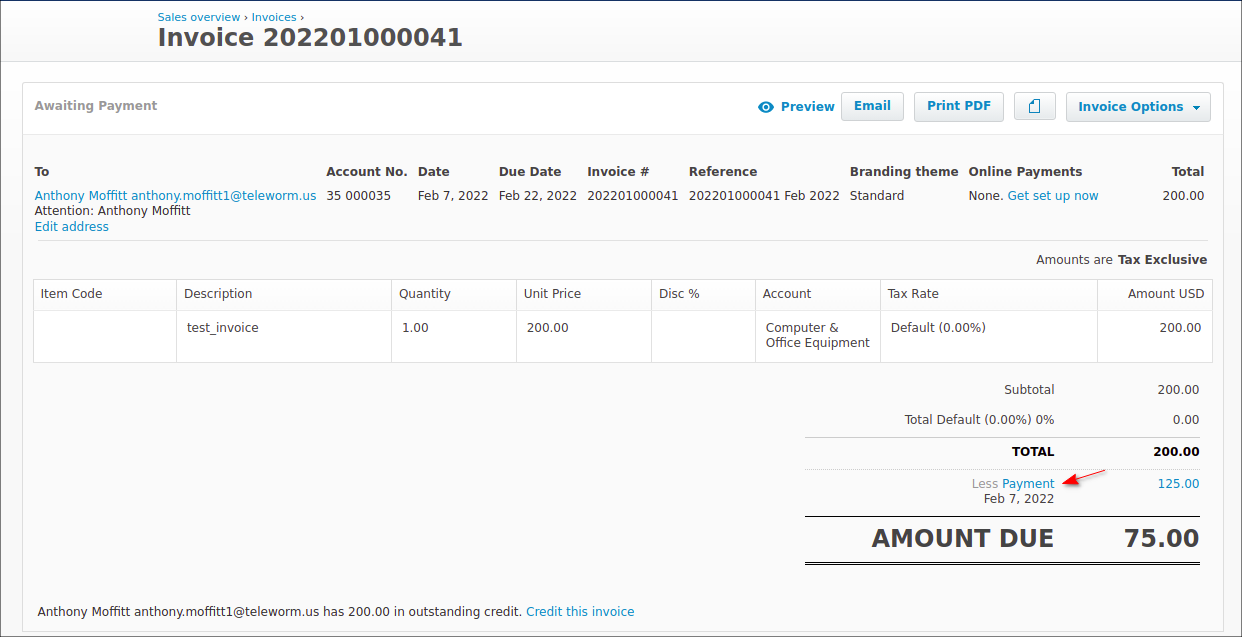 Sales overview › Invoices ›
Invoice 202201000041
Awaiting Payment
Preview
Email
Print PDF
Invoice Options
To Account No. Date Due Date Invoice # Reference Branding theme Online Payments Total
Anthony Moffitt anthony.moffitt1@teleworm.us 35 000035 Feb 7, 2022 Feb 22, 2022 202201000041 202201000041 Feb 2022 Standard None. Get set up now 200.00
Attention: Anthony Moffitt
Edit address
Amounts are Tax Exclusive
Item Code Description Quantity Unit Price Disc % Account Tax Rate Amount USD
test_invoice 1.00 200.00 Computer & Default (0.00%) 200.00
Office Equipment
Subtotal 200.00
Total Default (0.00%) 0% 0.00
TOTAL 200.00
Less Payment 125.00
Feb 7, 2022
AMOUNT DUE 75.00
Anthony Moffitt anthony.moffitt1@teleworm.us has 200.00 in outstanding credit. Credit this invoice